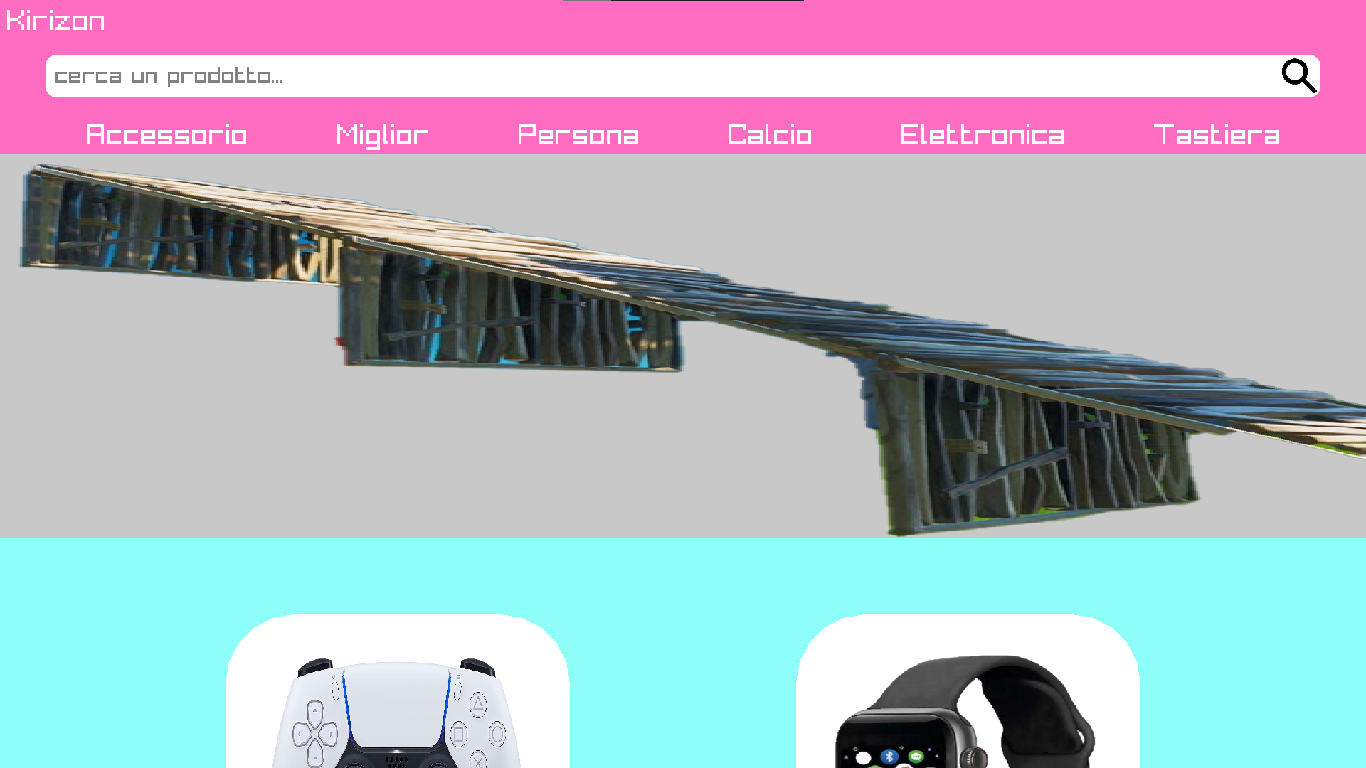 Kirizon
cerca un prodotto...
Accessorio Miglior Persona Calcio Elettronica Tastiera